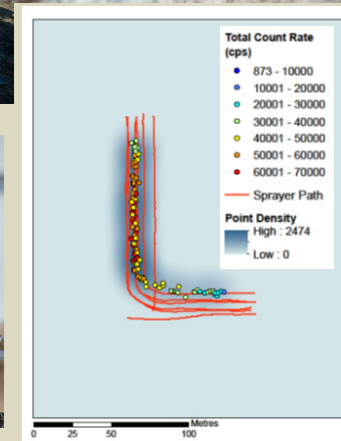 Total Count Rate
(cps)
873 - 10000
10001 - 20000
20001 - 30000
30001 - 40000
40001 - 50000
50001 - 60000
60001 - 70000
Sprayer Path
Point Density
High : 2474
Low : 0
Metres
0 25 50 100